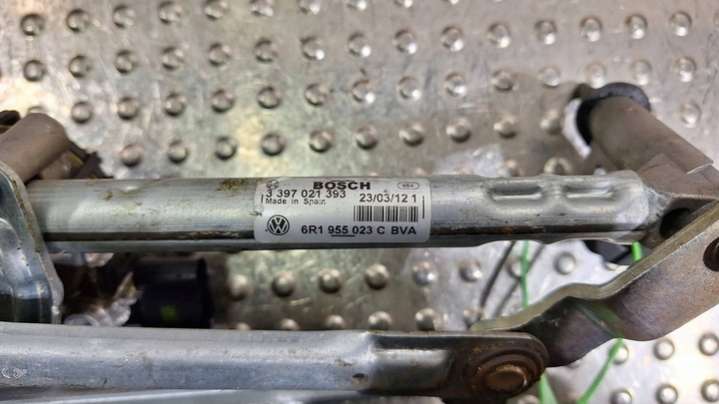 BOSCH
3 397 021 393
Made in Spain
23/03/12 1
6R1 955 023 C BVA